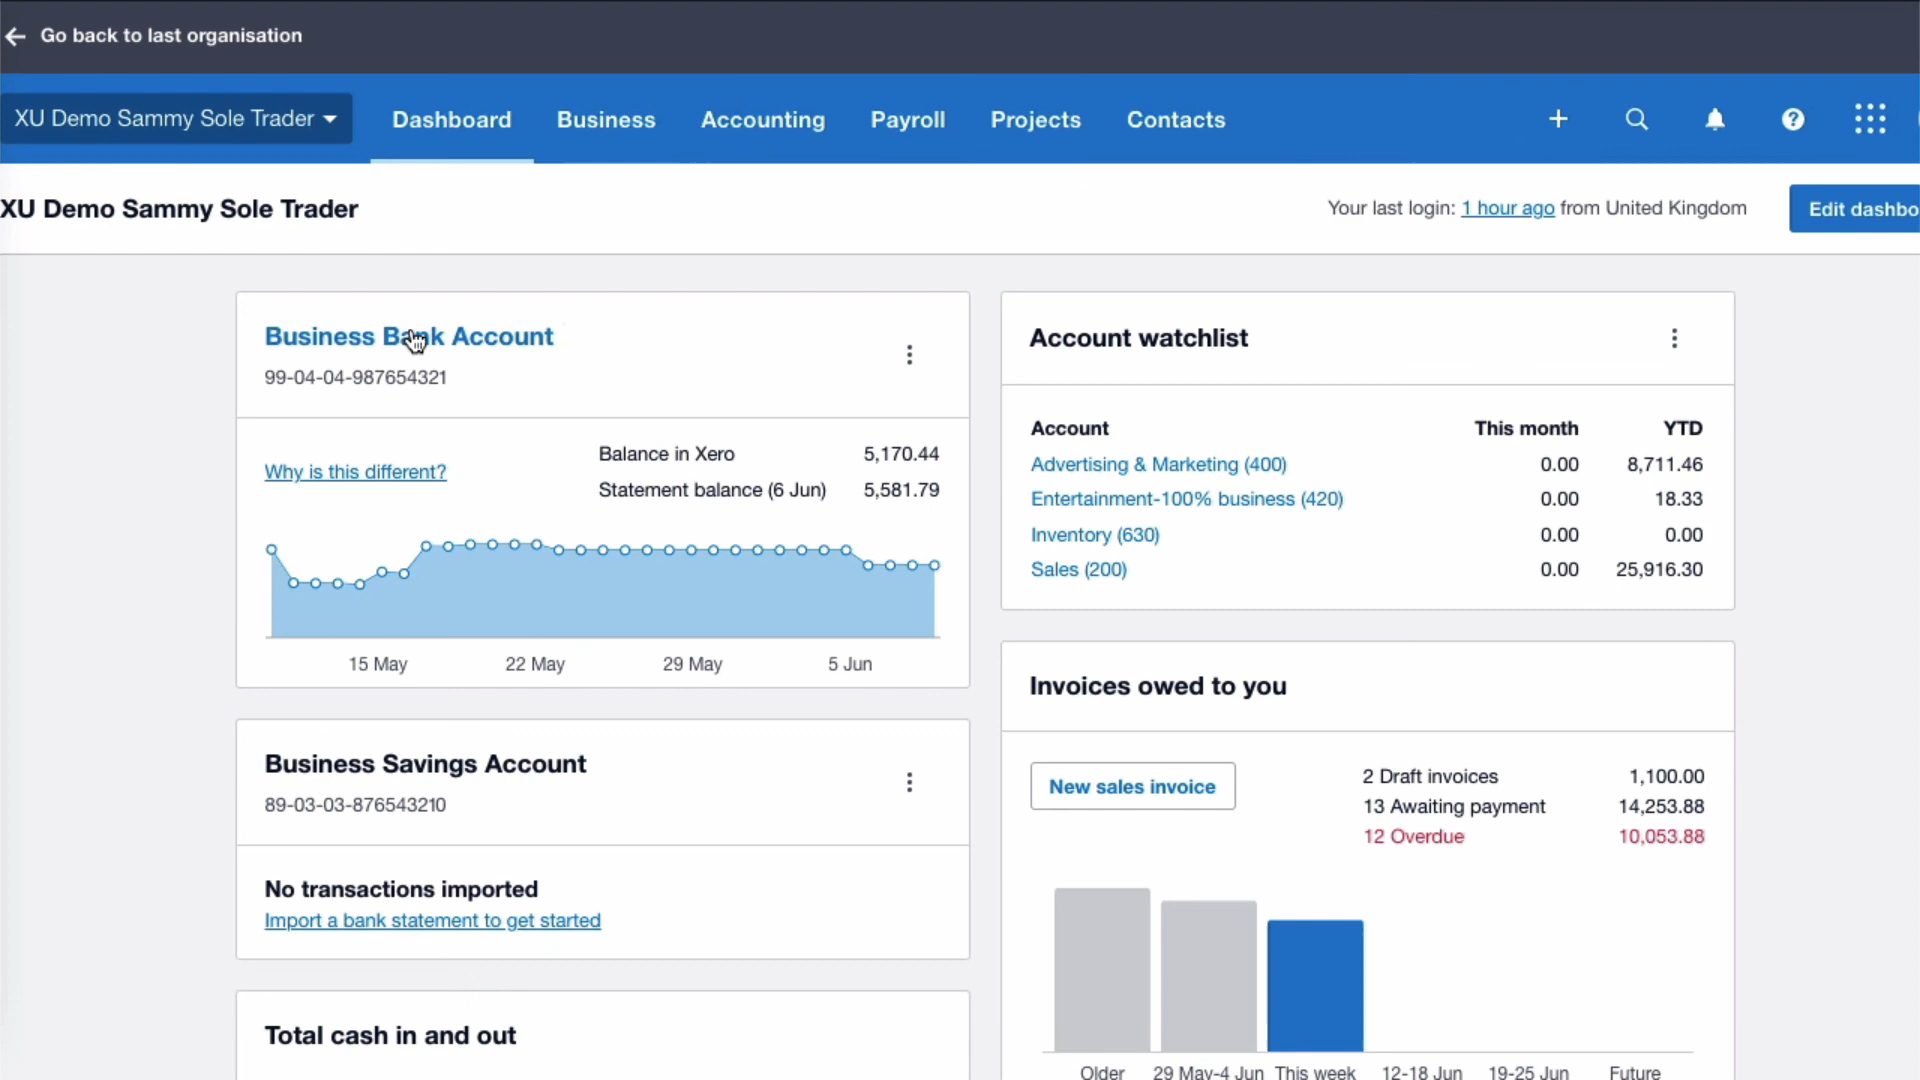 Go back to last organisation
XU Demo Sammy Sole Trader
Dashboard
Business
Accounting
Payroll
Projects
Contacts
XU Demo Sammy Sole Trader
Your last login: 1 hour ago from United Kingdom
Edit dashbo
Business Bank Account
99-04-04-987654321
Why is this different?
Balance in Xero 5,170.44
Statement balance (6 Jun) 5,581.79
15 May 22 May 29 May 5 Jun
Business Savings Account
89-03-03-876543210
No transactions imported
Import a bank statement to get started
Total cash in and out
Account watchlist
Account This month YTD
Advertising & Marketing (400) 0.00 8,711.46
Entertainment-100% business (420) 0.00 18.33
Inventory (630) 0.00 0.00
Sales (200) 0.00 25,916.30
Invoices owed to you
New sales invoice
2 Draft invoices 1,100.00
13 Awaiting payment 14,253.88
12 Overdue 10,053.88
Older 29 May-4 Jun This week 12-18 Jun 19-25 Jun Future